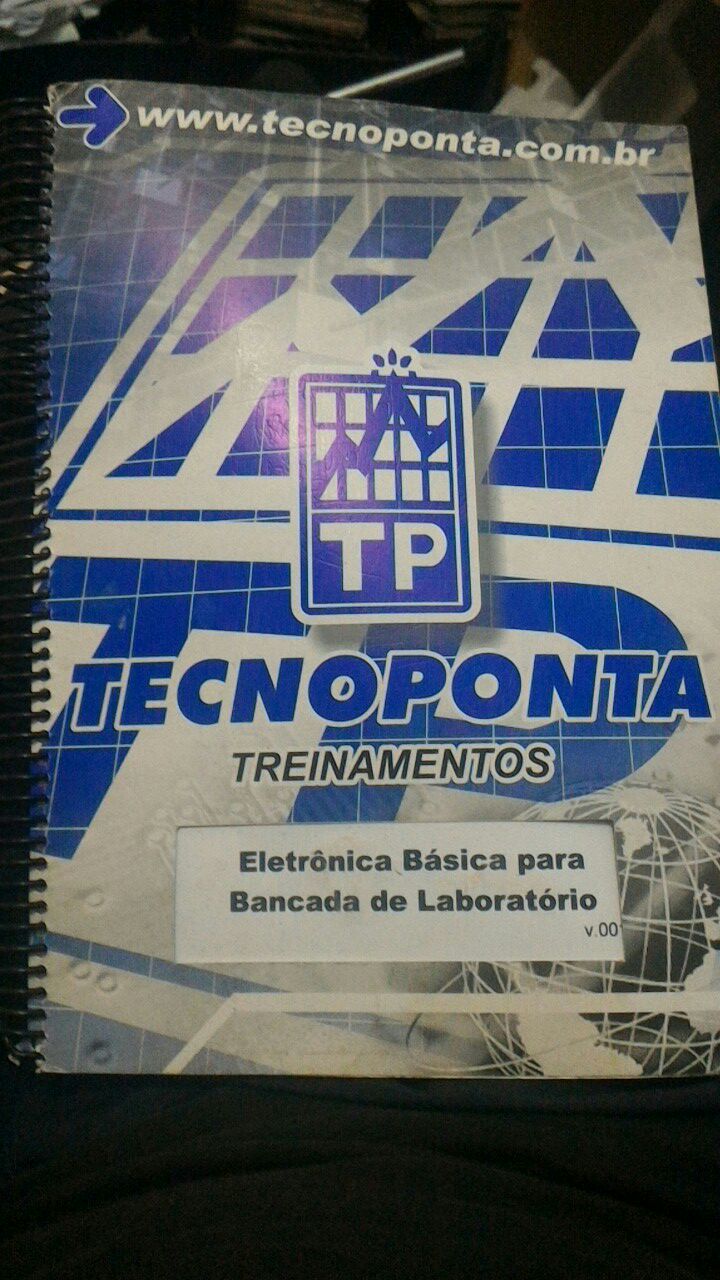 www.tecnoponta.com.br
TP
TECNOPONTA
TREINAMENTOS
Eletrônica Básica para
Bancada de Laboratório
v.001